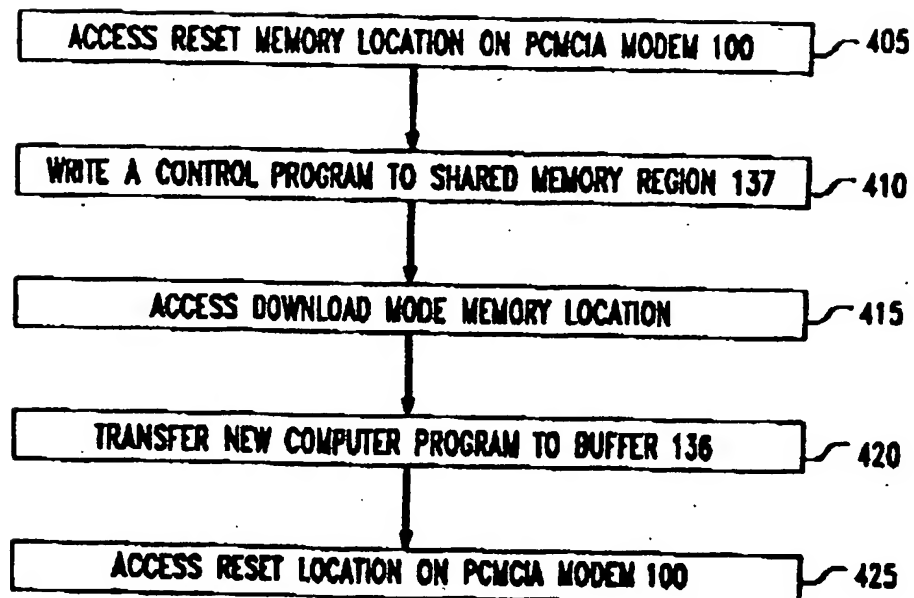 ACCESS RESET MEMORY LOCATION ON PCMCIA MODEM 100 405
WRITE A CONTROL PROGRAM TO SHARED MEMORY REGION 137 410
ACCESS DOWNLOAD MODE MEMORY LOCATION 415
TRANSFER NEW COMPUTER PROGRAM TO BUFFER 136 420
ACCESS RESET LOCATION ON PCMCIA MODEM 100 425